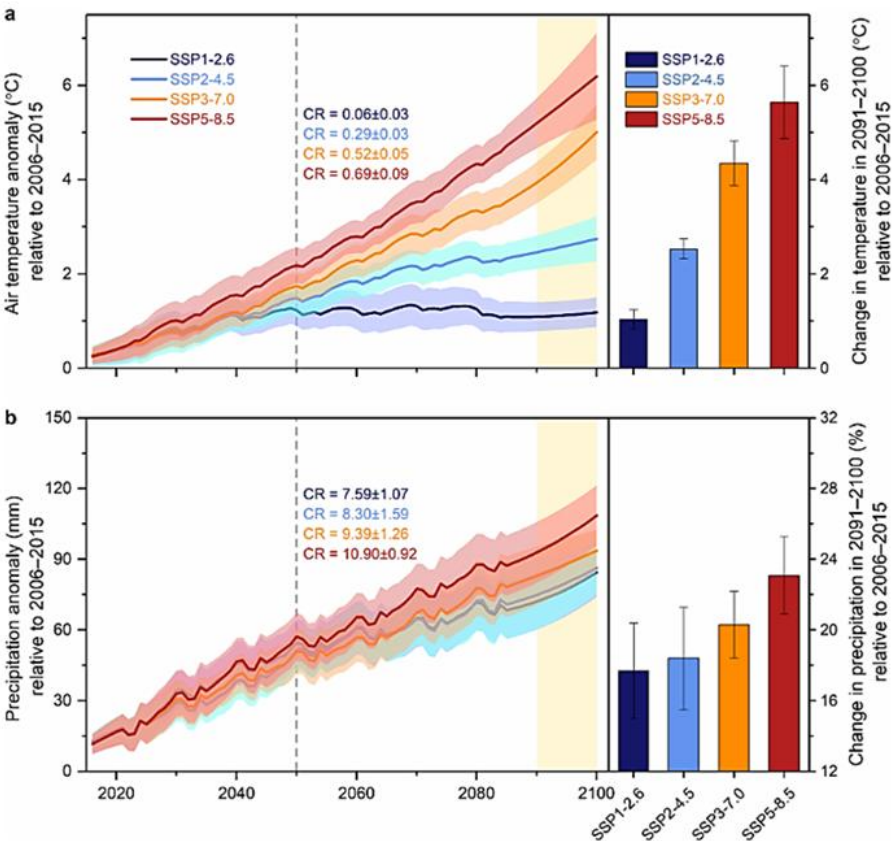 a
Air temperature anomaly (°C)
relative to 2006–2015
6
4
2
0
SSP1-2.6
SSP2-4.5
SSP3-7.0
SSP5-8.5
CR = 0.06±0.03
CR = 0.29±0.03
CR = 0.52±0.05
CR = 0.69±0.09
2020
2040
2060
2080
2100
SSP1-2.6
SSP2-4.5
SSP3-7.0
SSP5-8.5
6
4
2
0
Change in temperature in 2091–2100 (°C)
relative to 2006–2015
b
Precipitation anomaly (mm)
relative to 2006–2015
150
120
90
60
30
0
CR = 7.59±1.07
CR = 8.30±1.59
CR = 9.39±1.26
CR = 10.90±0.92
2020
2040
2060
2080
2100
32
28
24
20
16
12
Change in precipitation in 2091–2100 (%)
relative to 2006–2015
SSP1-2.6
SSP2-4.5
SSP3-7.0
SSP5-8.5